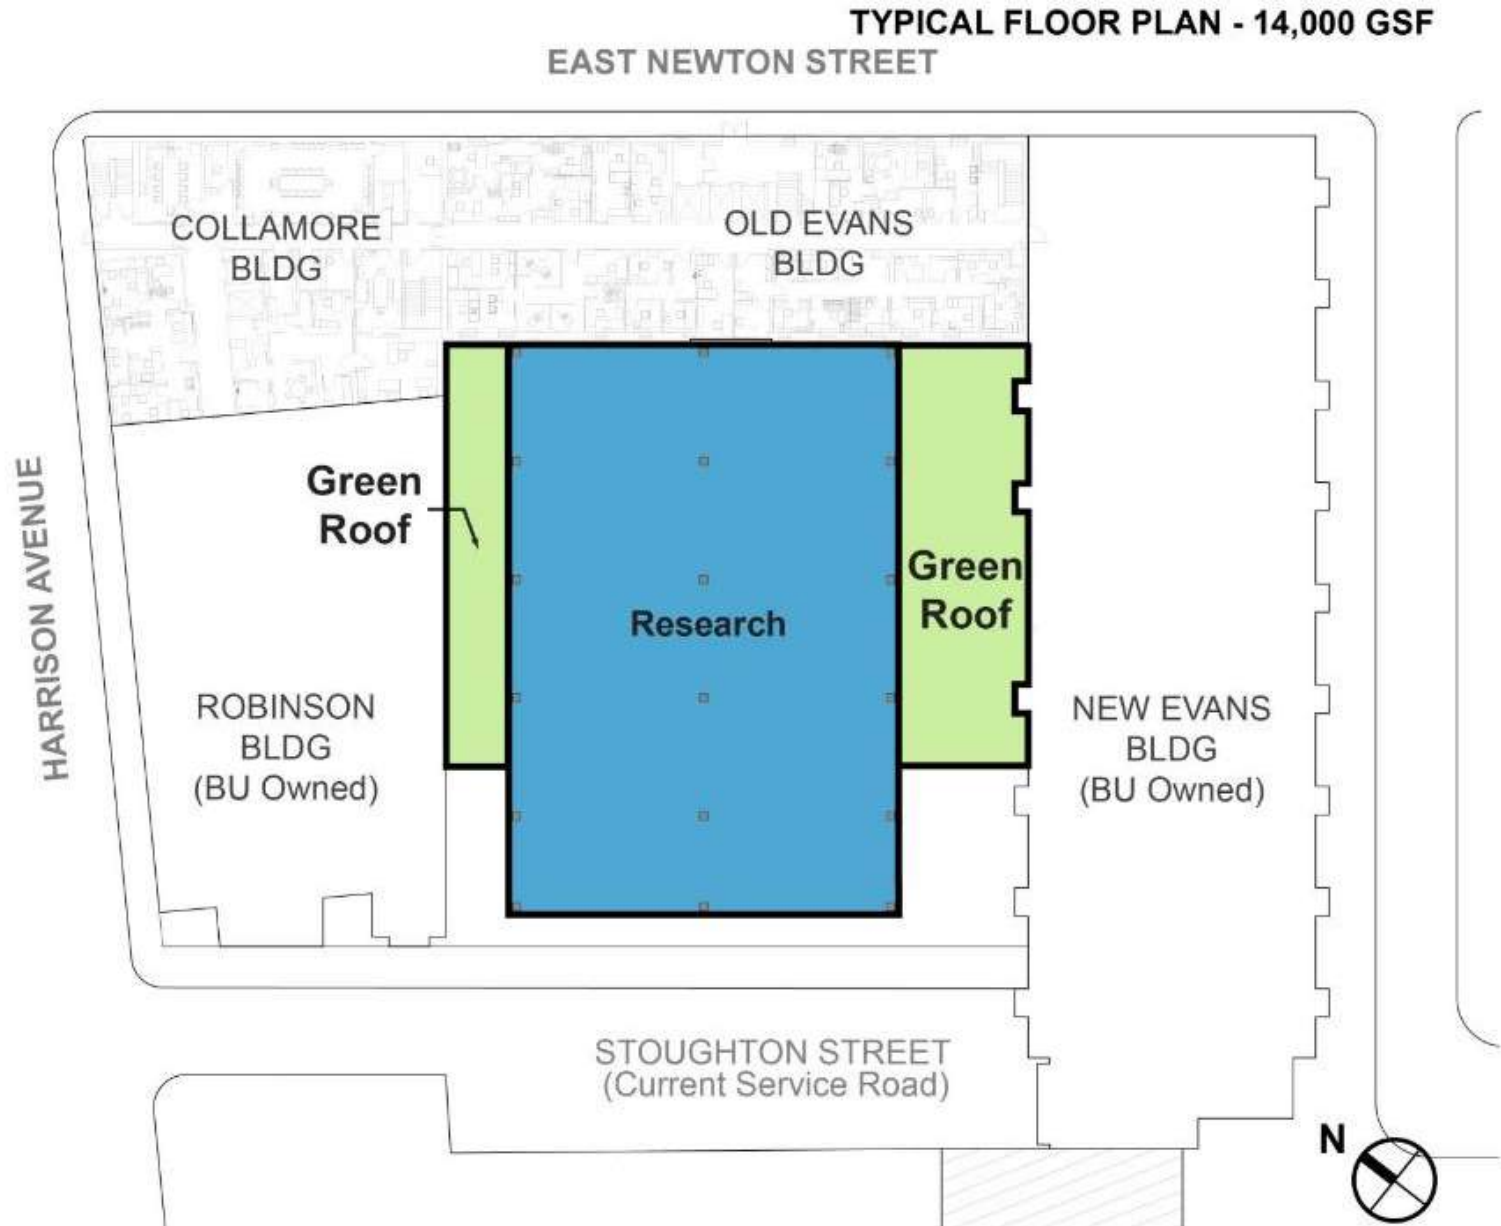 TYPICAL FLOOR PLAN - 14,000 GSF
EAST NEWTON STREET
COLLAMORE
BLDG
OLD EVANS
BLDG
HARRISON AVENUE
Green
Roof
Green
Roof
Research
ROBINSON
BLDG
(BU Owned)
NEW EVANS
BLDG
(BU Owned)
STOUGHTON STREET
(Current Service Road)
N